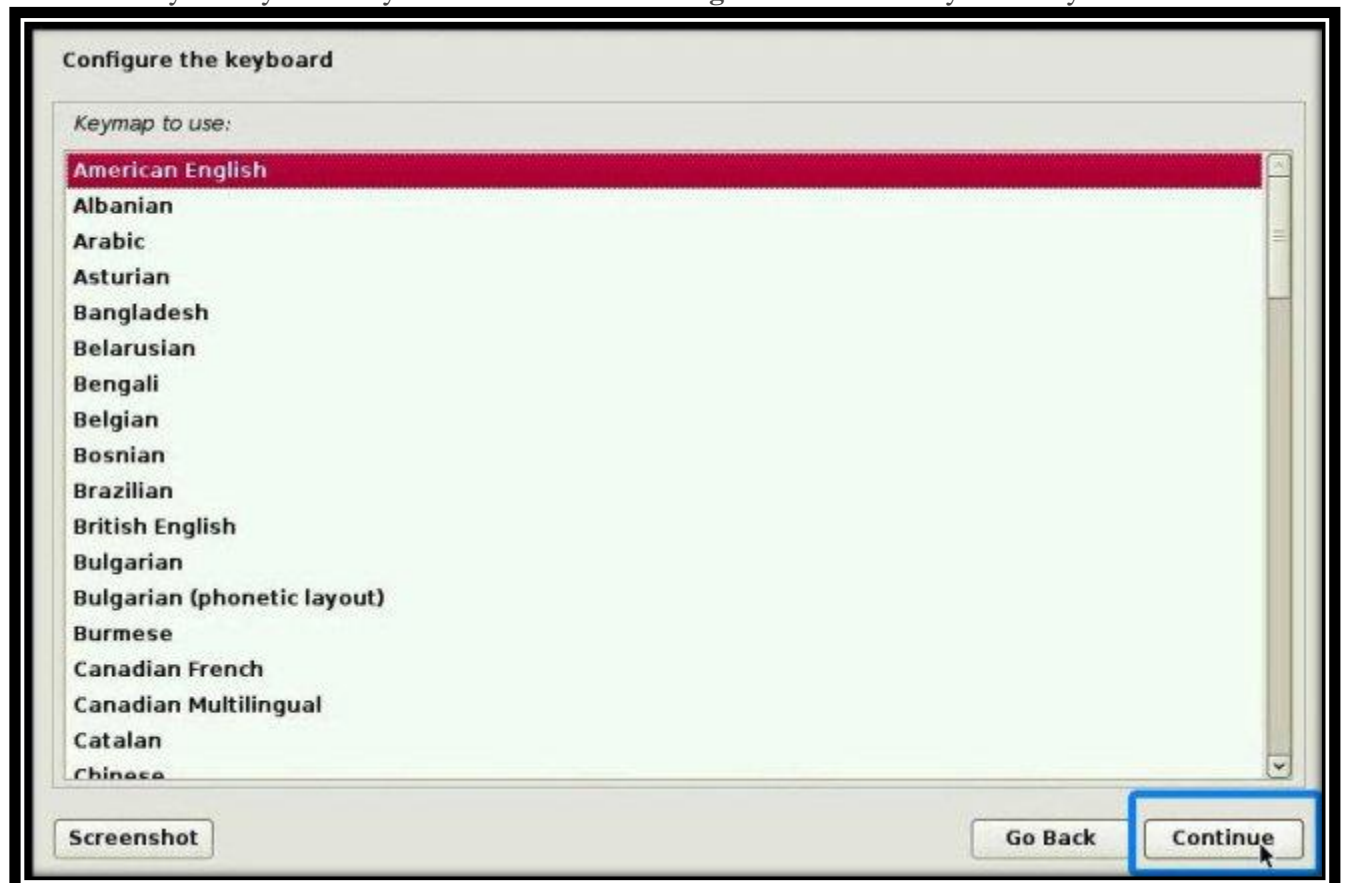 Configure the keyboard
Keymap to use:
American English
Albanian
Arabic
Asturian
Bangladesh
Belarusian
Bengali
Belgian
Bosnian
Brazilian
British English
Bulgarian
Bulgarian (phonetic layout)
Burmese
Canadian French
Canadian Multilingual
Catalan
Chinese
Screenshot Go Back Continue